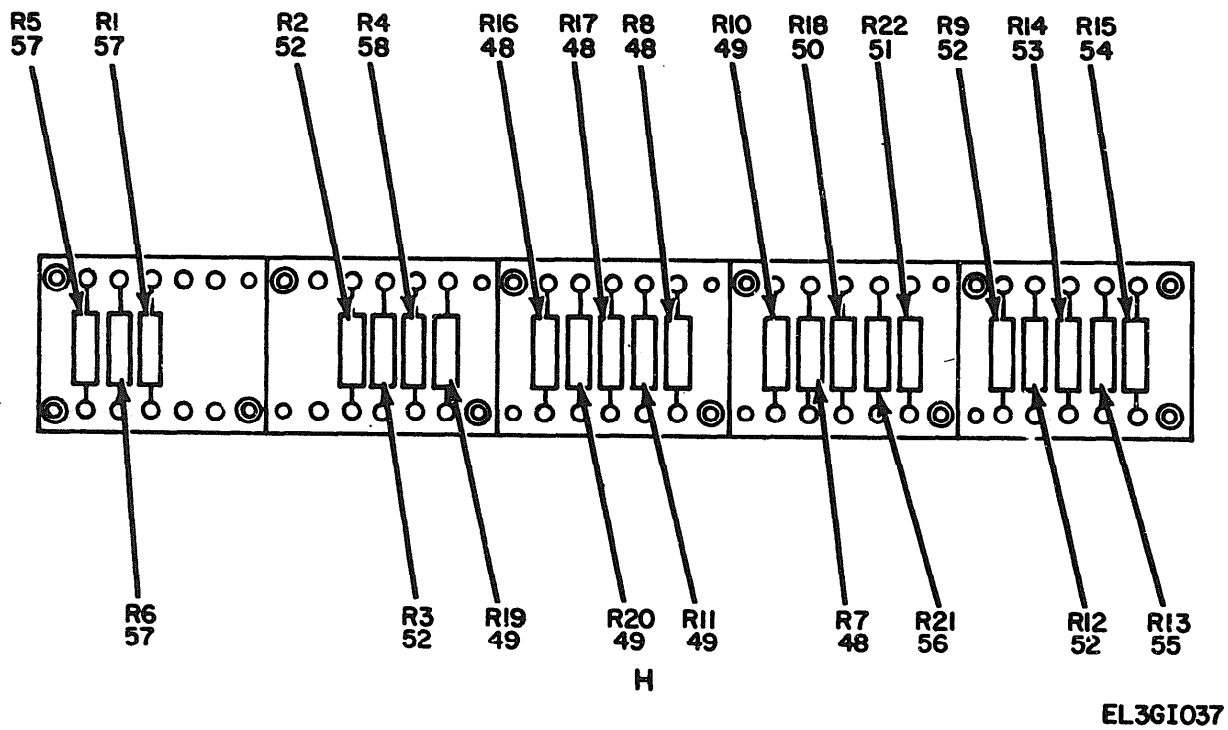 R5 R1 R2 R4 R16 R17 R8 R10 R18 R22 R9 R14 R15
57 57 52 58 48 48 48 49 50 51 52 53 54
R6 R3 R19 R20 R11 R7 R21 R12 R13
57 52 49 49 49 48 56 52 55
H
EL3GI037